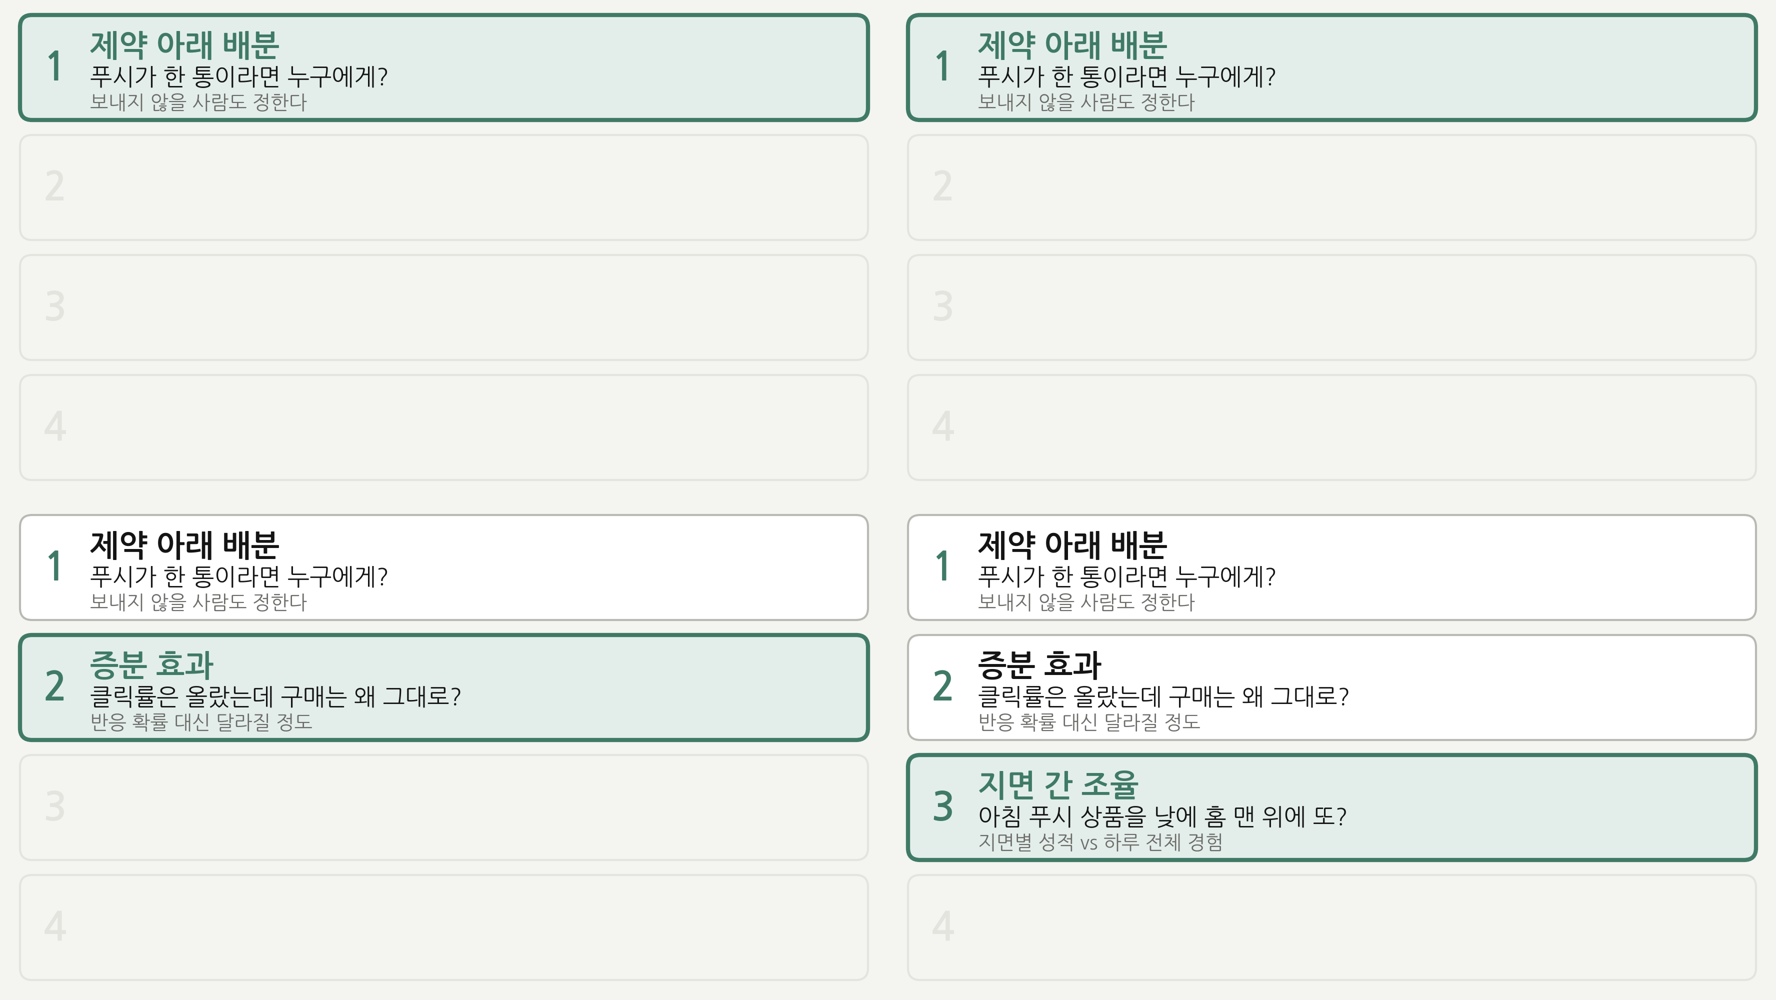 1
제약 아래 배분
푸시가 한 통이라면 누구에게?
보내지 않을 사람도 정한다
2
3
4
1
제약 아래 배분
푸시가 한 통이라면 누구에게?
보내지 않을 사람도 정한다
2
3
4
1
제약 아래 배분
푸시가 한 통이라면 누구에게?
보내지 않을 사람도 정한다
2
증분 효과
클릭률은 올랐는데 구매는 왜 그대로?
반응 확률 대신 달라질 정도
3
4
1
제약 아래 배분
푸시가 한 통이라면 누구에게?
보내지 않을 사람도 정한다
2
증분 효과
클릭률은 올랐는데 구매는 왜 그대로?
반응 확률 대신 달라질 정도
3
지면 간 조율
아침 푸시 상품을 낮에 홈 맨 위에 또?
지면별 성적 vs 하루 전체 경험
4